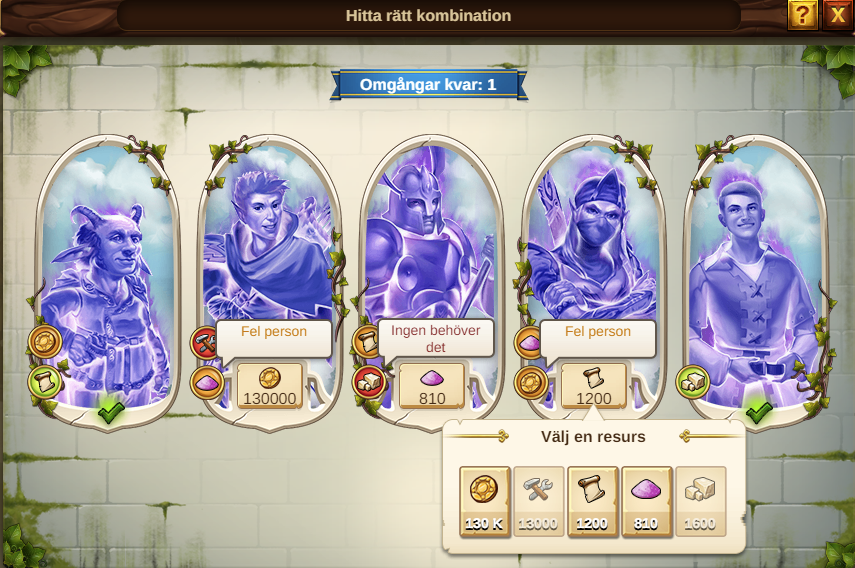 Hitta rätt kombination
?
X
Omgångar kvar: 1
Fel person
Ingen behöver
det
Fel person
130000
810
1200
Välj en resurs
130 K
13000
1200
810
1600